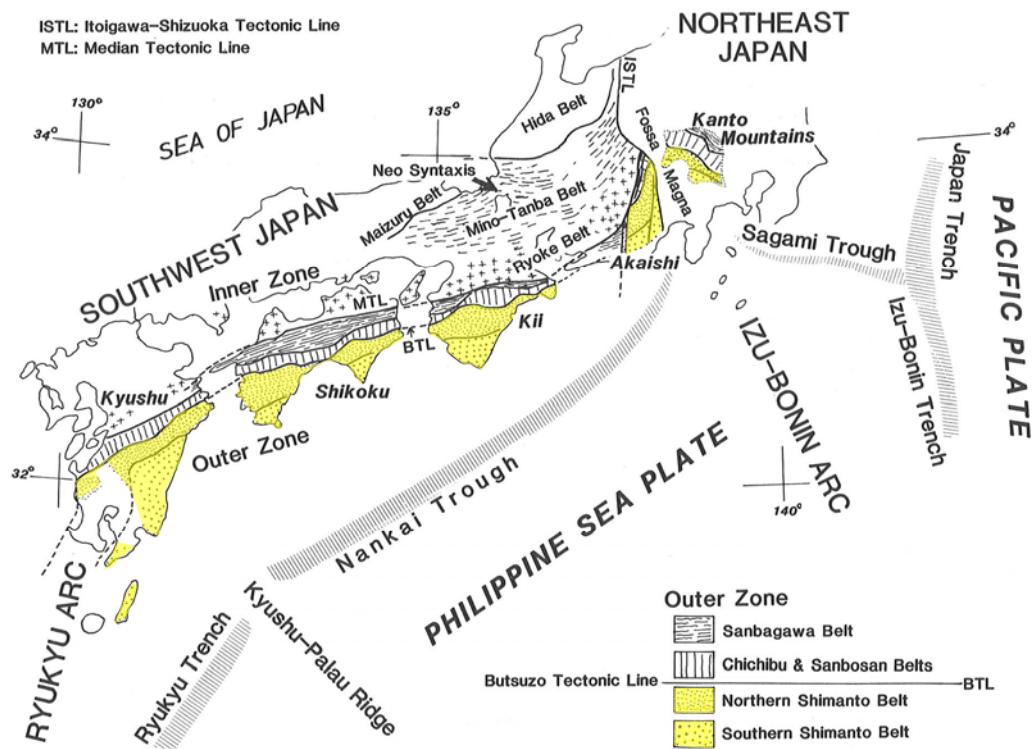 ISTL: Itoigawa-Shizuoka Tectonic Line
MTL: Median Tectonic Line
NORTHEAST
JAPAN
130°
34°
SEA OF JAPAN
135°
ISTL
Hida Belt
Fossa
Magna
Kanto
Mountains
34°
Japan Trench
PACIFIC PLATE
Neo Syntaxis
Maizuru Belt
Mino-Tanba Belt
SOUTHWEST JAPAN
Inner Zone
Ryoke Belt
Akaishi
Sagami Trough
MTL
BTL
Kii
Izu-Bonin Trench
IZU-BONIN ARC
Kyushu
Shikoku
Outer Zone
32°
Nankai Trough
PHILIPPINE SEA PLATE
140°
RYUKYU ARC
Ryukyu Trench
Kyushu-Palau Ridge
Outer Zone
Sanbagawa Belt
Chichibu & Sanbosan Belts
Butsuzo Tectonic Line
BTL
Northern Shimanto Belt
Southern Shimanto Belt